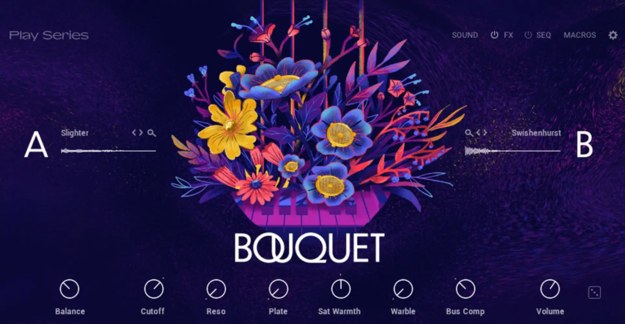 Play Series
SOUND FX SEQ MACROS
A
Slighter
Swishenhurst
B
BOUQUET
Balance Cutoff Reso Plate Sat Warmth Warble Bus Comp Volume